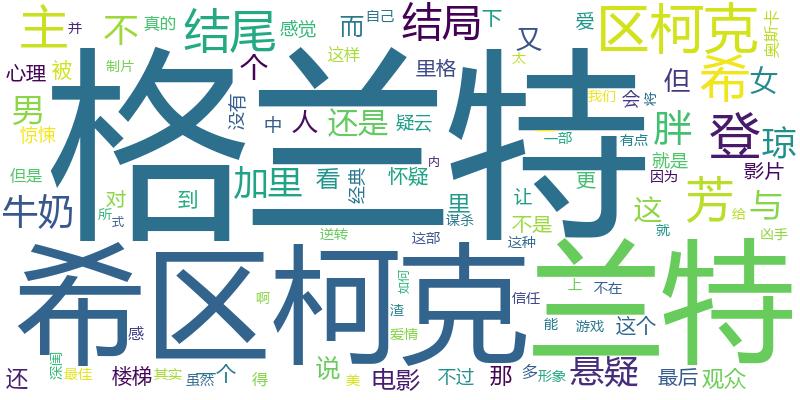 主 不 真的 结尾 感觉 而 自己 结局 下 又 爱 区柯克 奥斯卡
并
心理 被 制片 个 没有 这样 里格 太 但 希 女
男 惊悚 格兰特 中 人 还是 疑云 我们 会 一部 有点 胖 登 琼
但是 对 到 加里 看 经典 怀疑 更 就是 因为 影片
牛奶 所 式 里 谋杀 让 不是 这 芳 与 给
逆转 这部 这种 就 凶手
希区柯克 兰特
感 啊 渣 如何 信任 上 不在
爱情 能 游戏 这个
还 深闺 最佳 楼梯 其实 虽然 一个 得 说 美 电影 不过 那 多 形象 悬疑 最后 观众
内